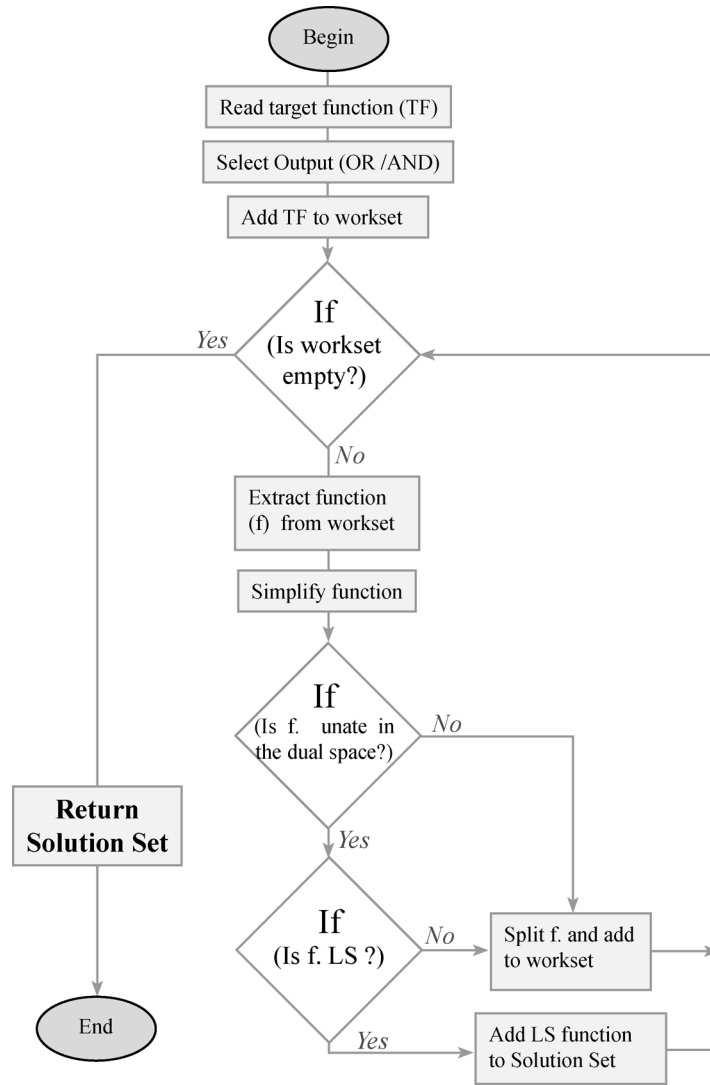 Begin
Read target function (TF)
Select Output (OR /AND)
Add TF to workset
If
(Is workset
empty?)
Yes
No
Extract function
(f) from workset
Simplify function
If
(Is f. unate in
the dual space?)
No
Yes
Return
Solution Set
If
(Is f. LS ?)
No
Split f. and add
to workset
End
Yes
Add LS function
to Solution Set